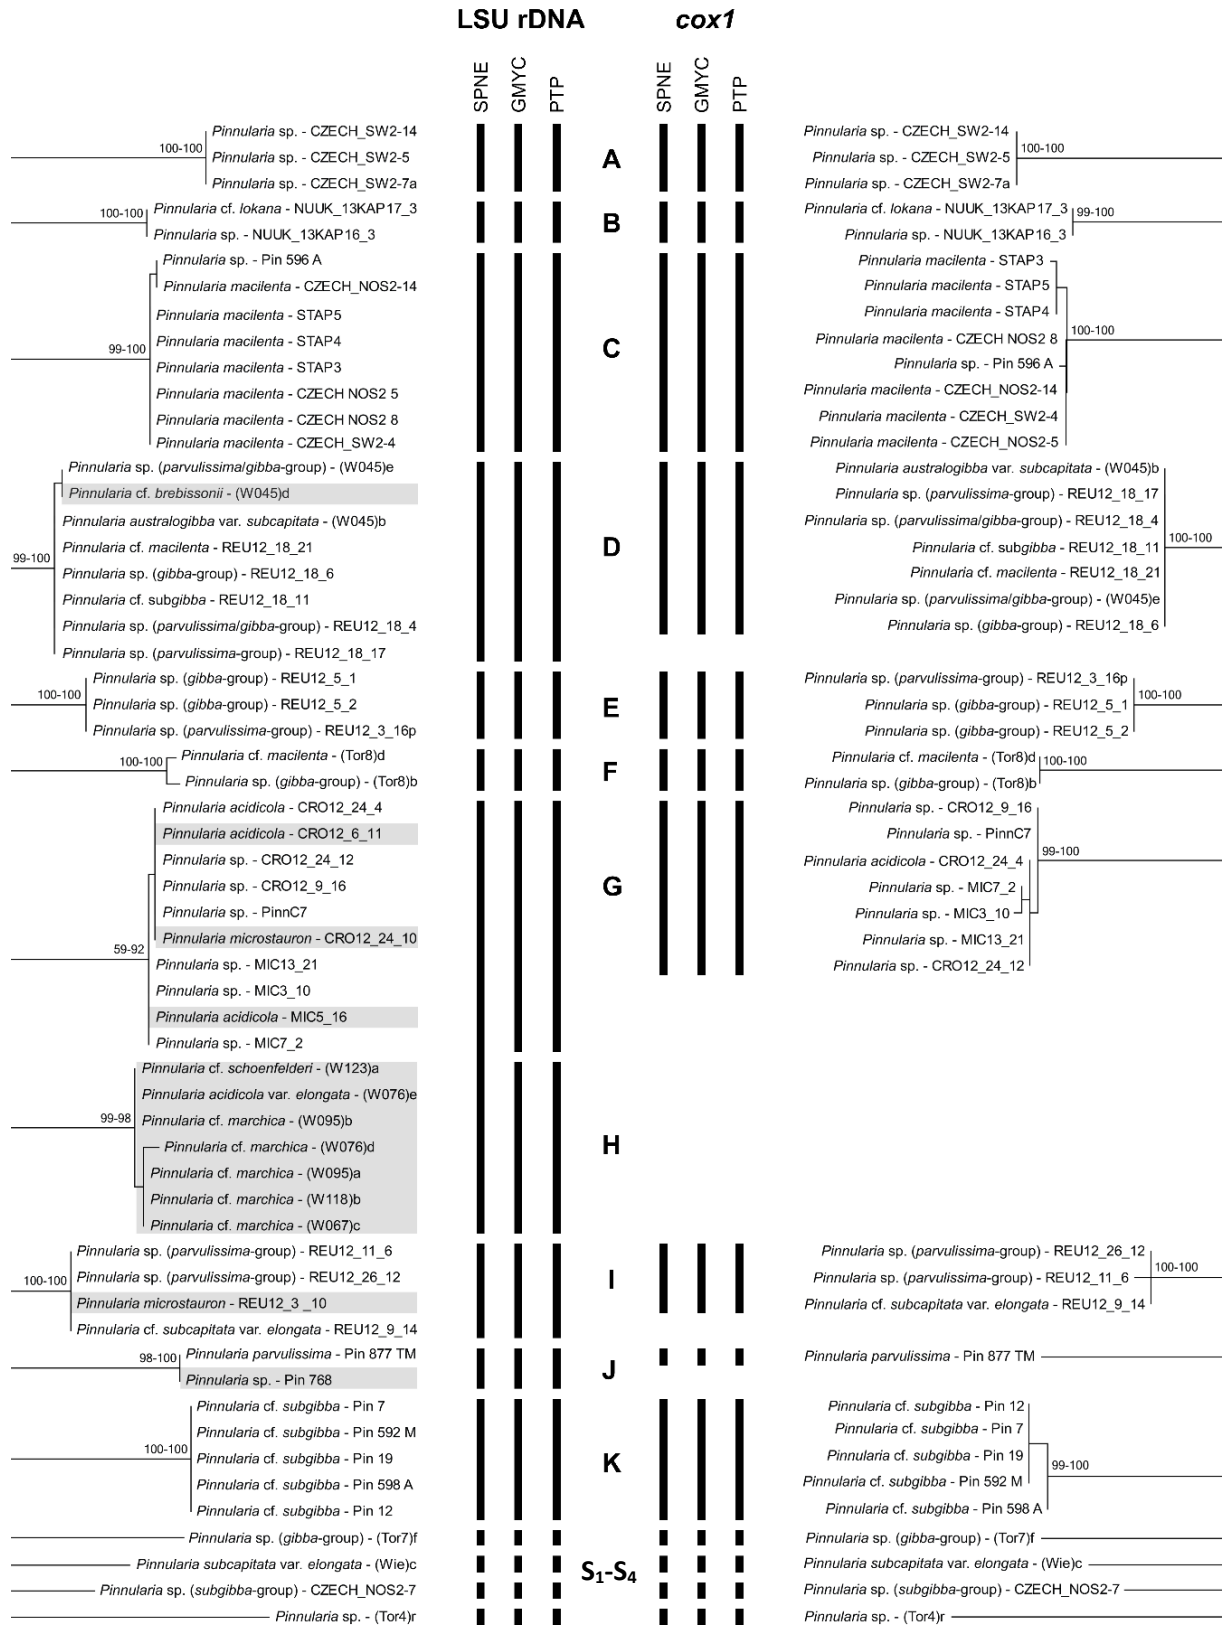 LSU rDNA cox1
SPNE GMYC PTP SPNE GMYC PTP
Pinnularia sp. - CZECH_SW2-14
100-100
Pinnularia sp. - CZECH_SW2-5
Pinnularia sp. - CZECH_SW2-7a
A
Pinnularia sp. - CZECH_SW2-14
100-100
Pinnularia sp. - CZECH_SW2-5
Pinnularia sp. - CZECH_SW2-7a
Pinnularia cf. lokana - NUUK_13KAP17_3
100-100
Pinnularia sp. - NUUK_13KAP16_3
B
Pinnularia cf. lokana - NUUK_13KAP17_3
99-100
Pinnularia sp. - NUUK_13KAP16_3
Pinnularia sp. - Pin 596 A
Pinnularia macilenta - CZECH_NOS2-14
Pinnularia macilenta - STAP5
Pinnularia macilenta - STAP4
99-100
Pinnularia macilenta - STAP3
Pinnularia macilenta - CZECH NOS2 5
Pinnularia macilenta - CZECH NOS2 8
Pinnularia macilenta - CZECH_SW2-4
C
Pinnularia macilenta - STAP3
Pinnularia macilenta - STAP5
Pinnularia macilenta - STAP4
100-100
Pinnularia macilenta - CZECH NOS2 8
Pinnularia sp. - Pin 596 A
Pinnularia macilenta - CZECH_NOS2-14
Pinnularia macilenta - CZECH_SW2-4
Pinnularia macilenta - CZECH_NOS2-5
Pinnularia sp. (parvulissima/gibba-group) - (W045)e
Pinnularia cf. brebissonii - (W045)d
Pinnularia australogibba var. subcapitata - (W045)b
Pinnularia cf. macilenta - REU12_18_21
99-100
Pinnularia sp. (gibba-group) - REU12_18_6
Pinnularia cf. subgibba - REU12_18_11
Pinnularia sp. (parvulissima/gibba-group) - REU12_18_4
Pinnularia sp. (parvulissima-group) - REU12_18_17
D
Pinnularia australogibba var. subcapitata - (W045)b
Pinnularia sp. (parvulissima-group) - REU12_18_17
Pinnularia sp. (parvulissima/gibba-group) - REU12_18_4
100-100
Pinnularia cf. subgibba - REU12_18_11
Pinnularia cf. macilenta - REU12_18_21
Pinnularia sp. (parvulissima/gibba-group) - (W045)e
Pinnularia sp. (gibba-group) - REU12_18_6
Pinnularia sp. (gibba-group) - REU12_5_1
100-100
Pinnularia sp. (gibba-group) - REU12_5_2
Pinnularia sp. (parvulissima-group) - REU12_3_16p
E
Pinnularia sp. (parvulissima-group) - REU12_3_16p
100-100
Pinnularia sp. (gibba-group) - REU12_5_1
Pinnularia sp. (gibba-group) - REU12_5_2
Pinnularia cf. macilenta - (Tor8)d
100-100
Pinnularia sp. (gibba-group) - (Tor8)b
F
Pinnularia cf. macilenta - (Tor8)d
100-100
Pinnularia sp. (gibba-group) - (Tor8)b
Pinnularia acidicola - CRO12_24_4
Pinnularia acidicola - CRO12_6_11
Pinnularia sp. - CRO12_24_12
Pinnularia sp. - CRO12_9_16
Pinnularia sp. - PinnC7
Pinnularia microstauron - CRO12_24_10
59-92
Pinnularia sp. - MIC13_21
Pinnularia sp. - MIC3_10
Pinnularia acidicola - MIC5_16
Pinnularia sp. - MIC7_2
G
Pinnularia sp. - CRO12_9_16
Pinnularia sp. - PinnC7
99-100
Pinnularia acidicola - CRO12_24_4
Pinnularia sp. - MIC7_2
Pinnularia sp. - MIC3_10
Pinnularia sp. - MIC13_21
Pinnularia sp. - CRO12_24_12
Pinnularia cf. schoenfelderi - (W123)a
Pinnularia acidicola var. elongata - (W076)e
99-98
Pinnularia cf. marchica - (W095)b
Pinnularia cf. marchica - (W076)d
Pinnularia cf. marchica - (W095)a
Pinnularia cf. marchica - (W118)b
Pinnularia cf. marchica - (W067)c
H
Pinnularia sp. (parvulissima-group) - REU12_11_6
Pinnularia sp. (parvulissima-group) - REU12_26_12
100-100
Pinnularia microstauron - REU12_3 _10
Pinnularia cf. subcapitata var. elongata - REU12_9_14
I
Pinnularia sp. (parvulissima-group) - REU12_26_12
100-100
Pinnularia sp. (parvulissima-group) - REU12_11_6
Pinnularia cf. subcapitata var. elongata - REU12_9_14
Pinnularia parvulissima - Pin 877 TM
98-100
Pinnularia sp. - Pin 768
J
Pinnularia parvulissima - Pin 877 TM
Pinnularia cf. subgibba - Pin 7
Pinnularia cf. subgibba - Pin 592 M
100-100
Pinnularia cf. subgibba - Pin 19
Pinnularia cf. subgibba - Pin 598 A
Pinnularia cf. subgibba - Pin 12
K
Pinnularia cf. subgibba - Pin 12
Pinnularia cf. subgibba - Pin 7
Pinnularia cf. subgibba - Pin 19
99-100
Pinnularia cf. subgibba - Pin 592 M
Pinnularia cf. subgibba - Pin 598 A
Pinnularia sp. (gibba-group) - (Tor7)f
Pinnularia subcapitata var. elongata - (Wie)c
Pinnularia sp. (subgibba-group) - CZECH_NOS2-7
Pinnularia sp. - (Tor4)r
S₁-S₄
Pinnularia sp. (gibba-group) - (Tor7)f
Pinnularia subcapitata var. elongata - (Wie)c
Pinnularia sp. (subgibba-group) - CZECH_NOS2-7
Pinnularia sp. - (Tor4)r